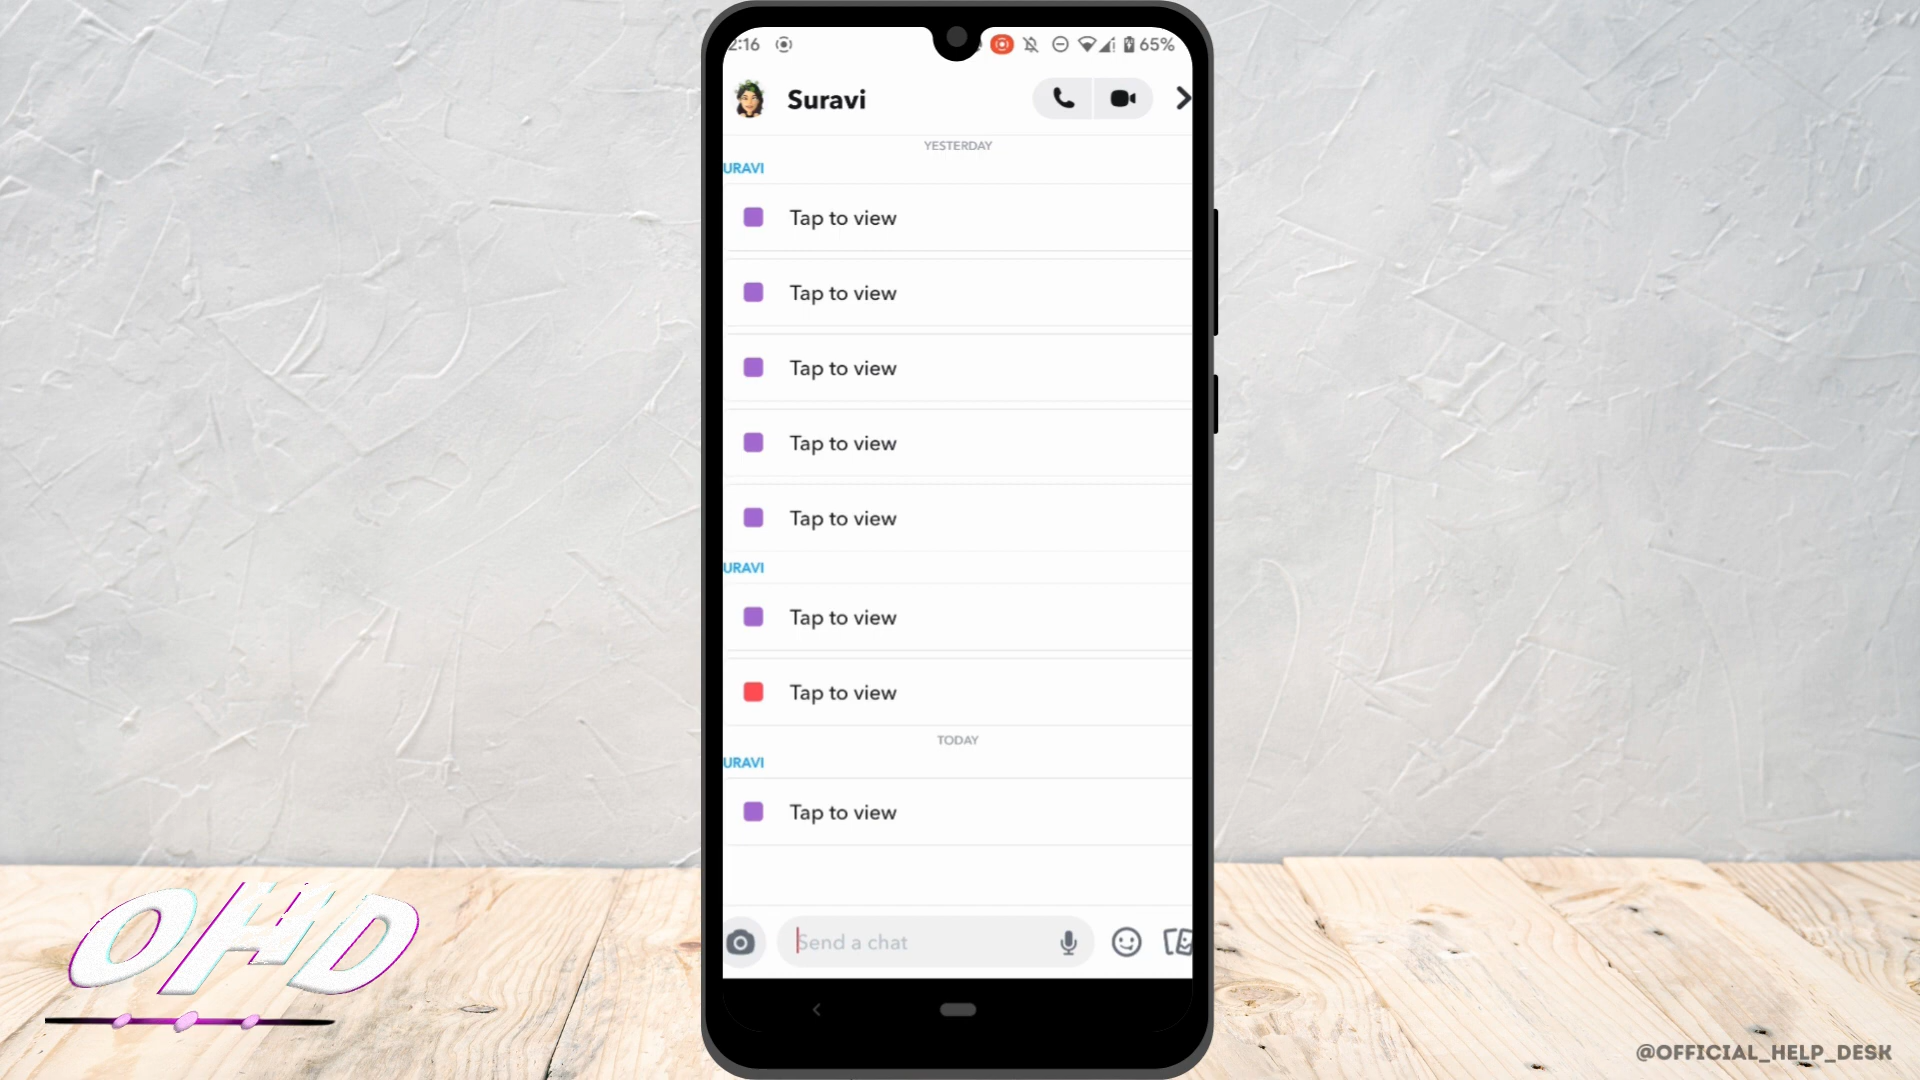 2:16 65%
Suravi
YESTERDAY
URAVI
Tap to view
Tap to view
Tap to view
Tap to view
Tap to view
URAVI
Tap to view
Tap to view
TODAY
URAVI
Tap to view
Send a chat
OHD
@OFFICIAL_HELP_DESK